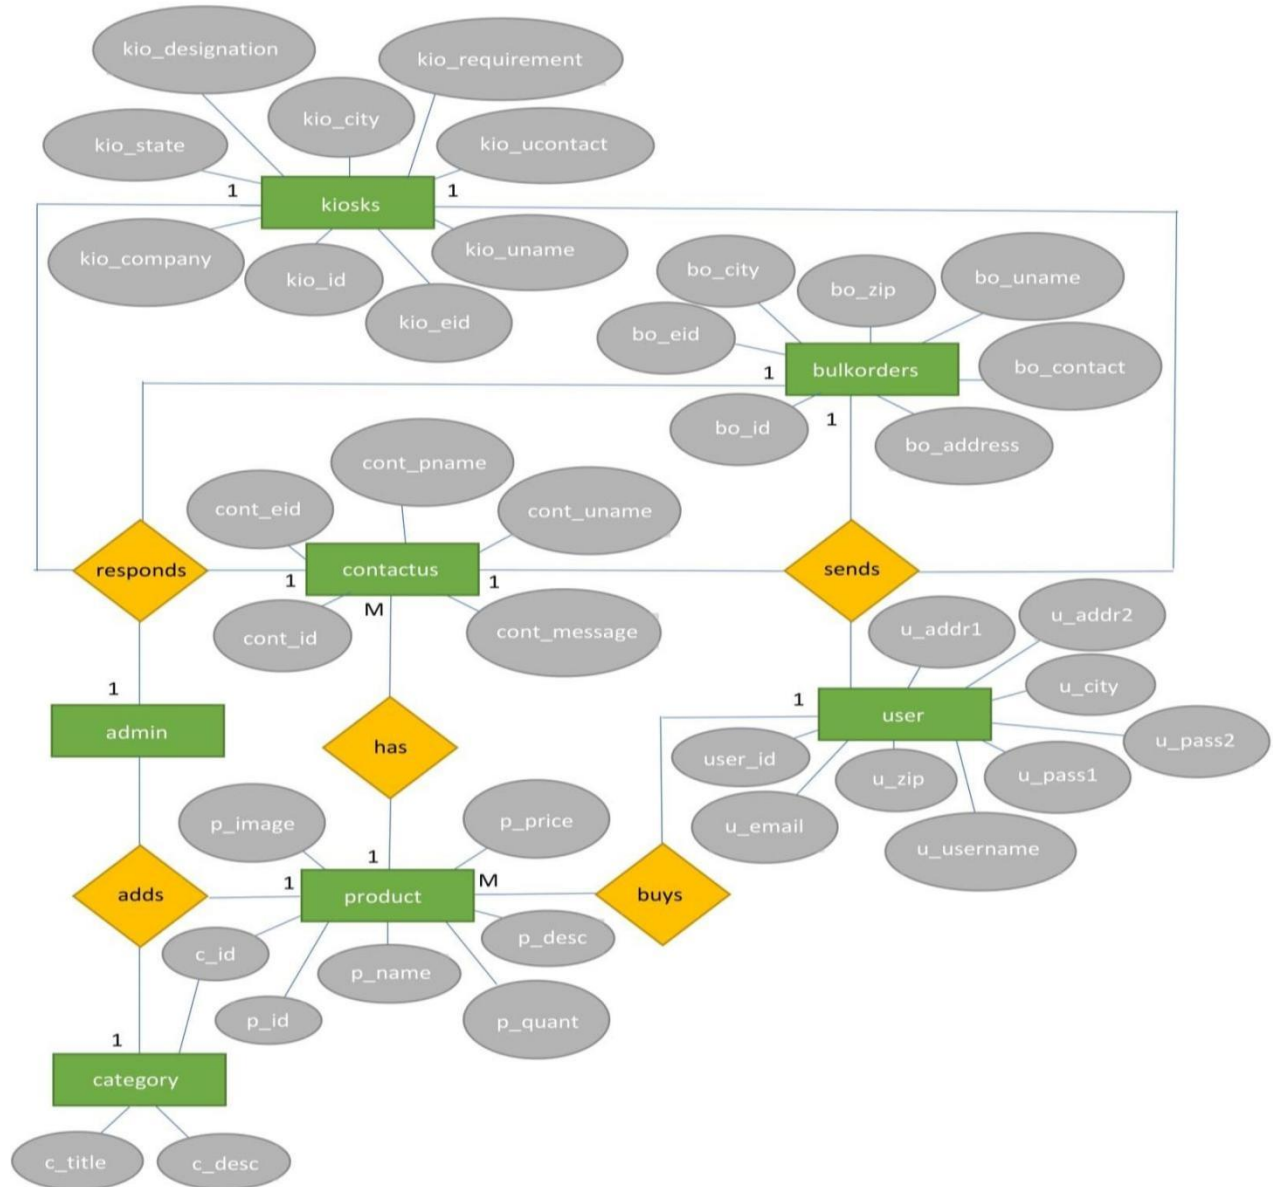 kio_designation
kio_requirement
kio_city
kio_state
kio_ucontact
1
1
kiosks
kio_company
kio_uname
kio_id
kio_eid
bo_city
bo_zip
bo_uname
bo_eid
bulkorders
bo_contact
1
bo_id
1
bo_address
cont_pname
cont_eid
cont_uname
responds
contactus
sends
1
1
M
cont_id
cont_message
u_addr1
u_addr2
u_city
1
admin
has
1
user
u_pass2
user_id
u_zip
u_pass1
u_email
u_username
p_image
p_price
1
adds
1
product
M
buys
c_id
p_desc
p_name
p_id
p_quant
1
category
c_title
c_desc